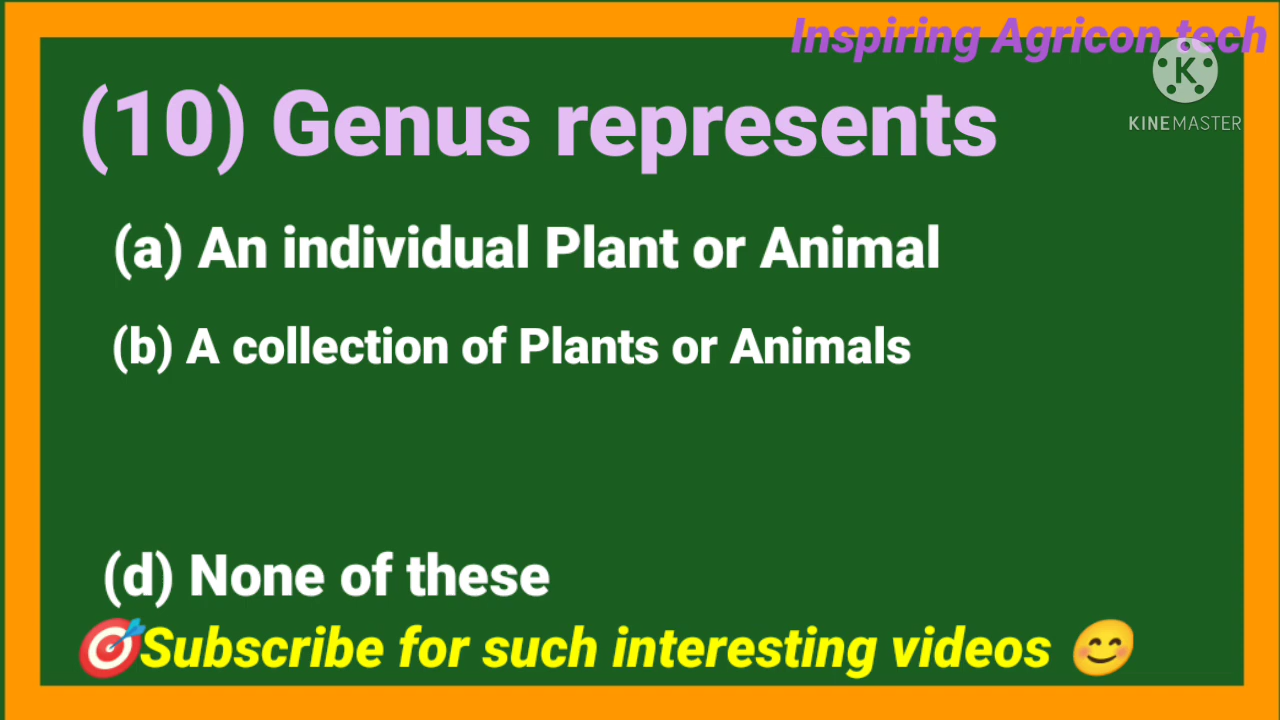 Inspiring Agricon tech
KINEMASTER
(10) Genus represents
(a) An individual Plant or Animal
(b) A collection of Plants or Animals
(d) None of these
🎯Subscribe for such interesting videos 😊